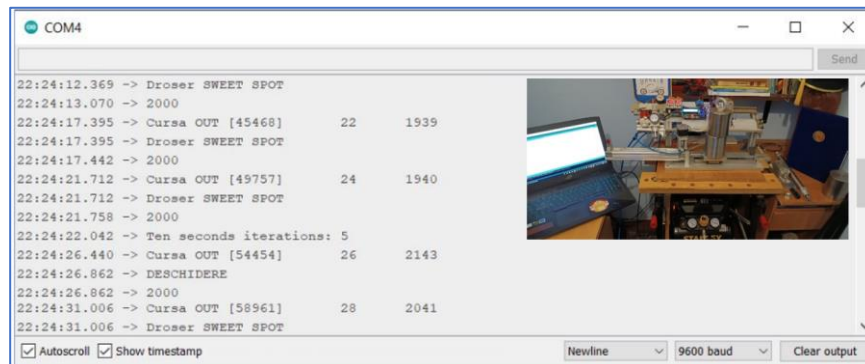 COM4
Send
22:24:12.369 -> Droser SWEET SPOT
22:24:13.070 -> 2000
22:24:17.395 -> Cursa OUT [45468] 22 1939
22:24:17.395 -> Droser SWEET SPOT
22:24:17.442 -> 2000
22:24:21.712 -> Cursa OUT [49757] 24 1940
22:24:21.712 -> Droser SWEET SPOT
22:24:21.758 -> 2000
22:24:22.042 -> Ten seconds iterations: 5
22:24:26.440 -> Cursa OUT [54454] 26 2143
22:24:26.862 -> DESCHIDERE
22:24:26.862 -> 2000
22:24:31.006 -> Cursa OUT [58961] 28 2041
22:24:31.006 -> Droser SWEET SPOT
Autoscroll Show timestamp Newline 9600 baud Clear output